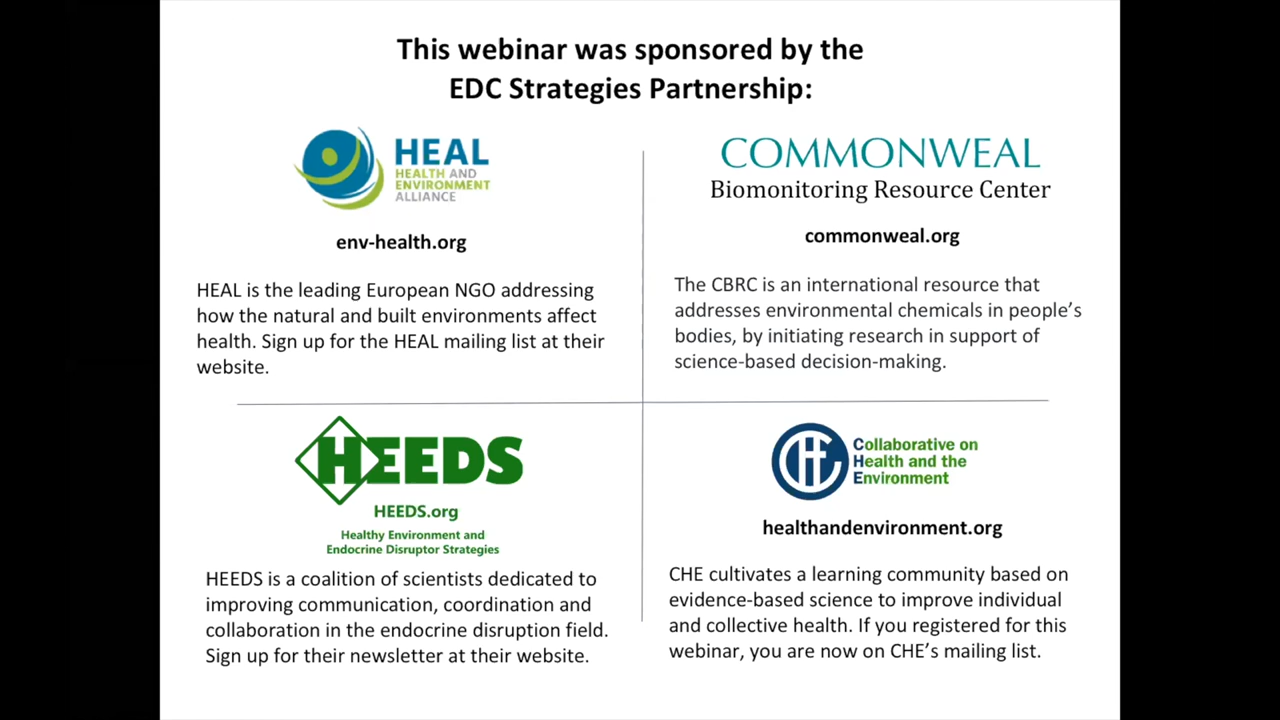 This webinar was sponsored by the
EDC Strategies Partnership:
HEAL
HEALTH AND
ENVIRONMENT
ALLIANCE
env-health.org
HEAL is the leading European NGO addressing
how the natural and built environments affect
health. Sign up for the HEAL mailing list at their
website.
COMMONWEAL
Biomonitoring Resource Center
commonweal.org
The CBRC is an international resource that
addresses environmental chemicals in people’s
bodies, by initiating research in support of
science-based decision-making.
HEEDS
HEEDS.org
Healthy Environment and
Endocrine Disruptor Strategies
HEEDS is a coalition of scientists dedicated to
improving communication, coordination and
collaboration in the endocrine disruption field.
Sign up for their newsletter at their website.
CHE
Collaborative on
Health and the
Environment
healthandenvironment.org
CHE cultivates a learning community based on
evidence-based science to improve individual
and collective health. If you registered for this
webinar, you are now on CHE’s mailing list.